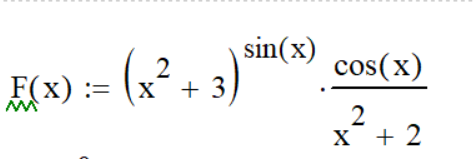 F(x) := (x^2 + 3)^sin(x) · cos(x)/(x^2 + 2)